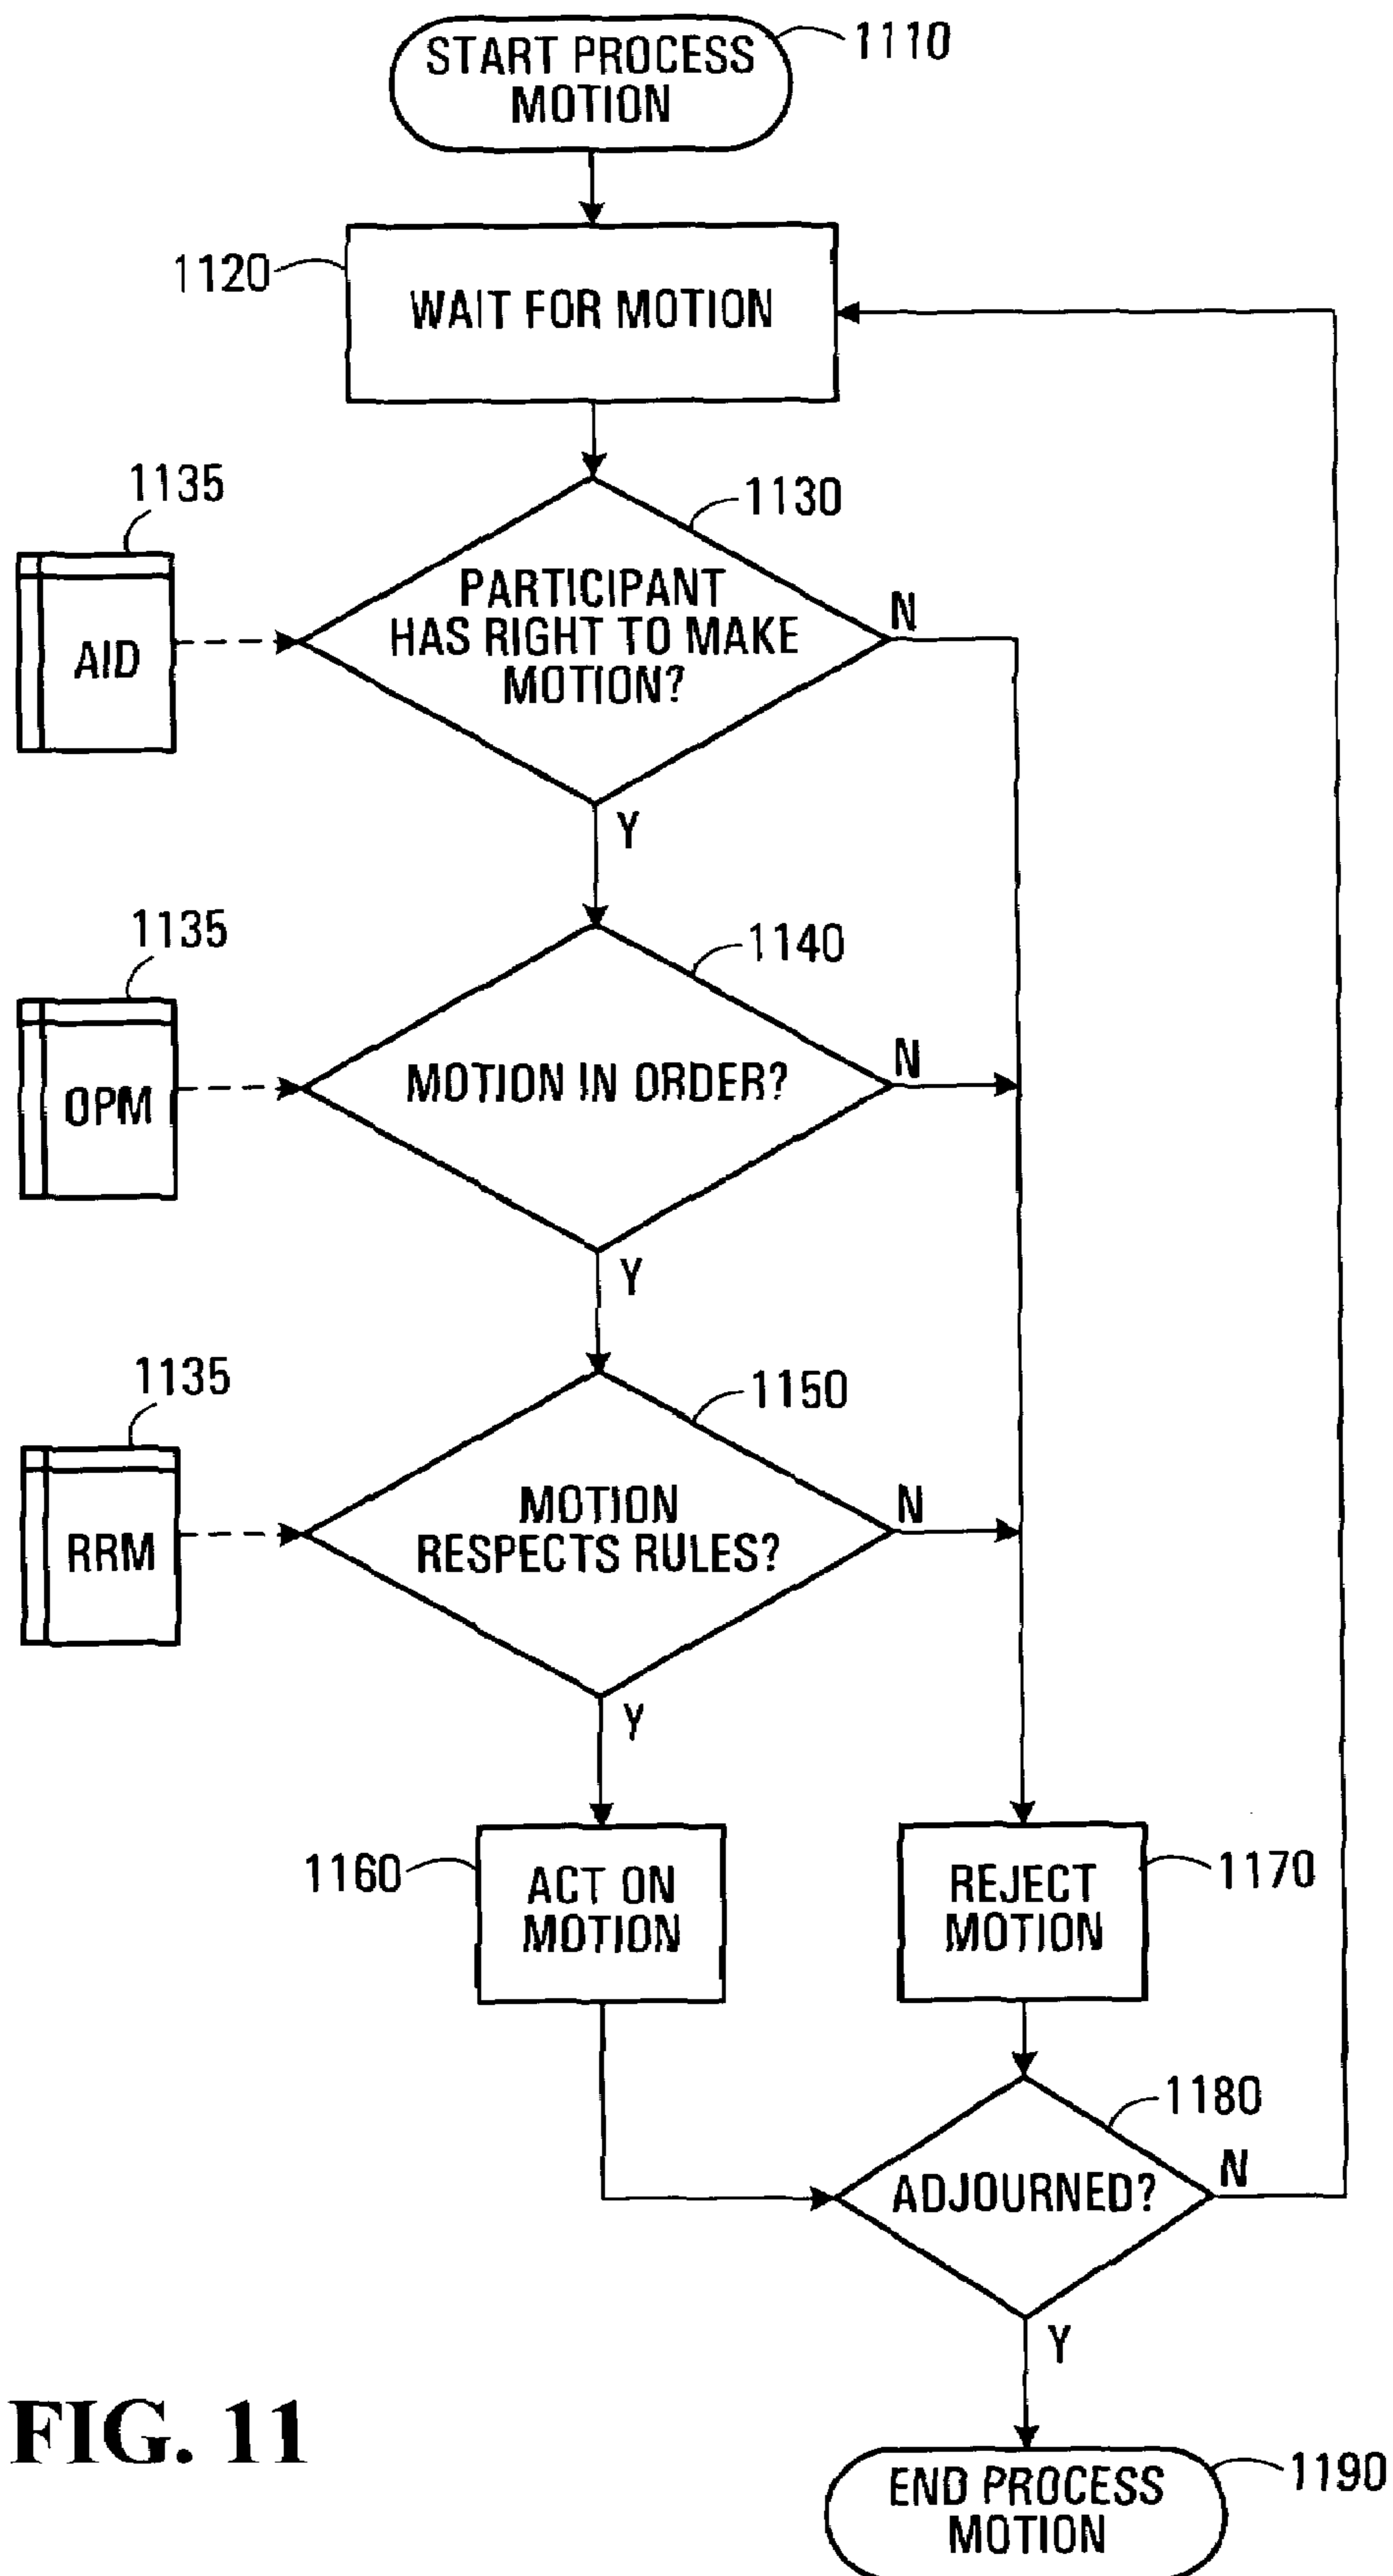 START PROCESS
MOTION
1110
1120
WAIT FOR MOTION
1135
AID
1130
PARTICIPANT
HAS RIGHT TO MAKE
MOTION?
N
Y
1135
OPM
1140
MOTION IN ORDER?
N
Y
1135
RRM
1150
MOTION
RESPECTS RULES?
N
Y
1160
ACT ON
MOTION
REJECT
MOTION
1170
1180
ADJOURNED?
N
Y
FIG. 11
END PROCESS
MOTION
1190